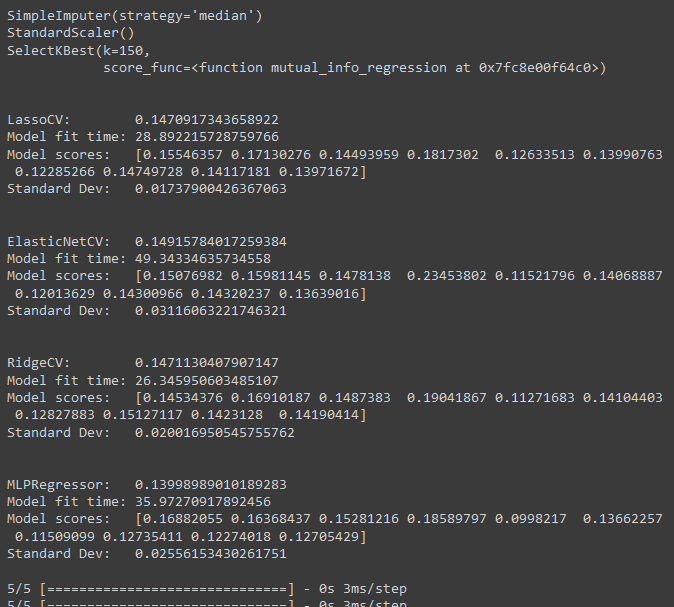 SimpleImputer(strategy='median')
StandardScaler()
SelectKBest(k=150,
            score_func=<function mutual_info_regression at 0x7fc8e00f64c0>)
LassoCV:        0.1470917343658922
Model fit time: 28.892215728759766
Model scores:   [0.15546357 0.17130276 0.14493959 0.1817302  0.12633513 0.13990763
 0.12285266 0.14749728 0.14117181 0.13971672]
Standard Dev:   0.01737900426367063
ElasticNetCV:   0.14915784017259384
Model fit time: 49.34334635734558
Model scores:   [0.15076982 0.15981145 0.1478138  0.23453802 0.11521796 0.14068887
 0.12013629 0.14300966 0.14320237 0.13639016]
Standard Dev:   0.03116063221746321
RidgeCV:        0.1471130407907147
Model fit time: 26.345950603485107
Model scores:   [0.14534376 0.16910187 0.1487383  0.19041867 0.11271683 0.14104403
 0.12827883 0.15127117 0.1423128  0.14190414]
Standard Dev:   0.020016950545755762
MLPRegressor:   0.13998989010189283
Model fit time: 35.97270917892456
Model scores:   [0.16882055 0.16368437 0.15281216 0.18589797 0.0998217  0.13662257
 0.11509099 0.12735411 0.12274018 0.12705429]
Standard Dev:   0.02556153430261751
5/5 [==============================] - 0s 3ms/step
5/5 [==============================] - 0s 3ms/step